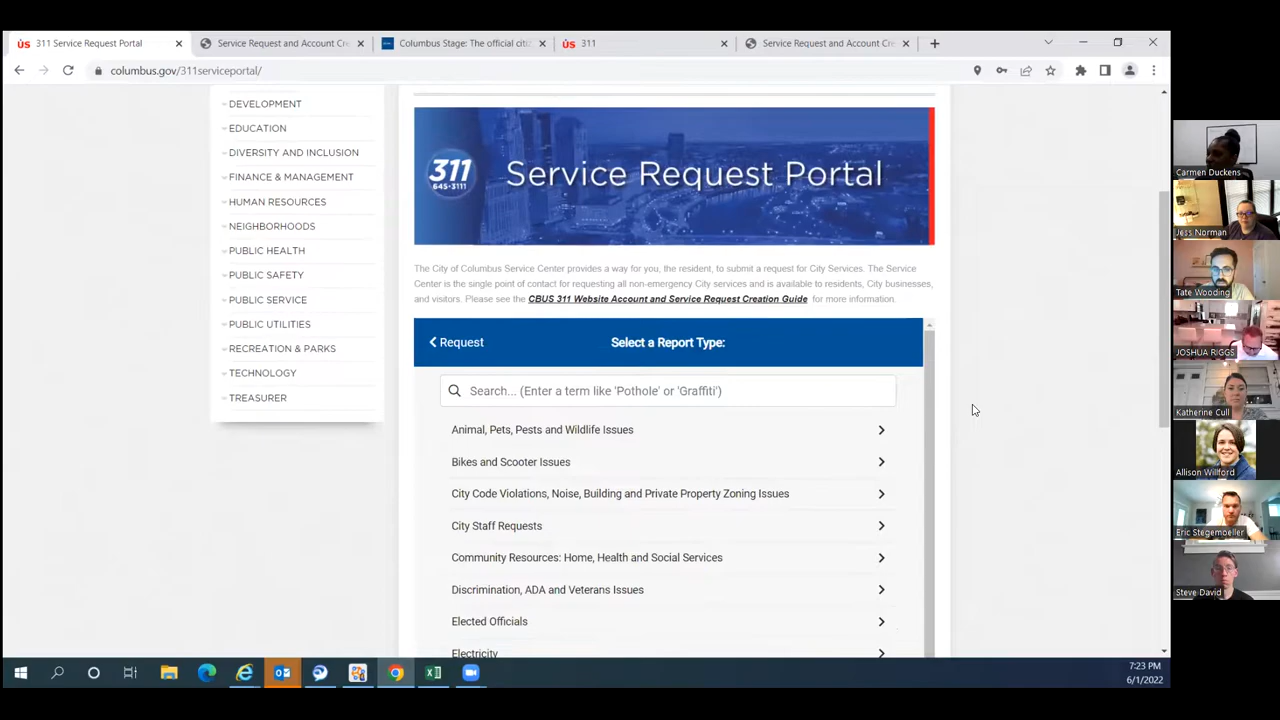 311 Service Request Portal
Service Request and Account Cre
Columbus Stage: The official citi
311
Service Request and Account Cre
columbus.gov/311serviceportal/
DEVELOPMENT
EDUCATION
DIVERSITY AND INCLUSION
FINANCE & MANAGEMENT
HUMAN RESOURCES
NEIGHBORHOODS
PUBLIC HEALTH
PUBLIC SAFETY
PUBLIC SERVICE
PUBLIC UTILITIES
RECREATION & PARKS
TECHNOLOGY
TREASURER
311
645-3111
Service Request Portal
The City of Columbus Service Center provides a way for you, the resident, to submit a request for City Services. The Service
Center is the single point of contact for requesting all non-emergency City services and is available to residents, City businesses,
and visitors. Please see the CBUS 311 Website Account and Service Request Creation Guide for more information.
Request
Select a Report Type:
Search... (Enter a term like 'Pothole' or 'Graffiti')
Animal, Pets, Pests and Wildlife Issues
Bikes and Scooter Issues
City Code Violations, Noise, Building and Private Property Zoning Issues
City Staff Requests
Community Resources: Home, Health and Social Services
Discrimination, ADA and Veterans Issues
Elected Officials
Electricity
Carmen Duckens
Jess Norman
Tate Wooding
JOSHUA RIGGS
Katherine Cull
Allison Willford
Eric Stegemoeller
Steve David
7:23 PM
6/1/2022